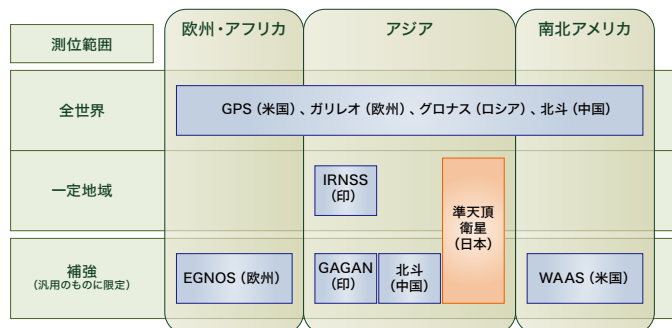 測位範囲
欧州・アフリカ
アジア
南北アメリカ
全世界
GPS（米国）、ガリレオ（欧州）、グロナス（ロシア）、北斗（中国）
一定地域
IRNSS
（印）
準天頂
衛星
（日本）
補強
（汎用のものに限定）
EGNOS（欧州）
GAGAN
（印）
北斗
（中国）
WAAS（米国）